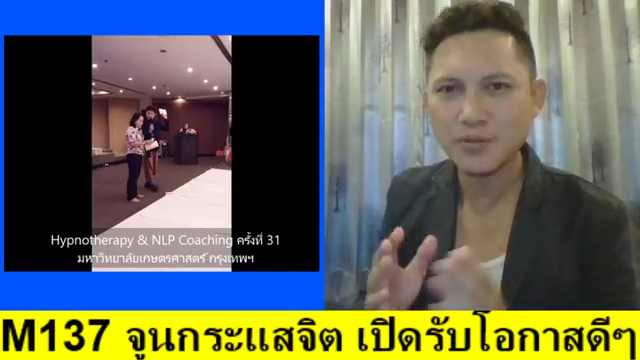 Hypnotherapy & NLP Coaching ครั้งที่ 31
มหาวิทยาลัยเกษตรศาสตร์ กรุงเทพฯ
M137 จูนกระแสจิต เปิดรับโอกาสดีๆ